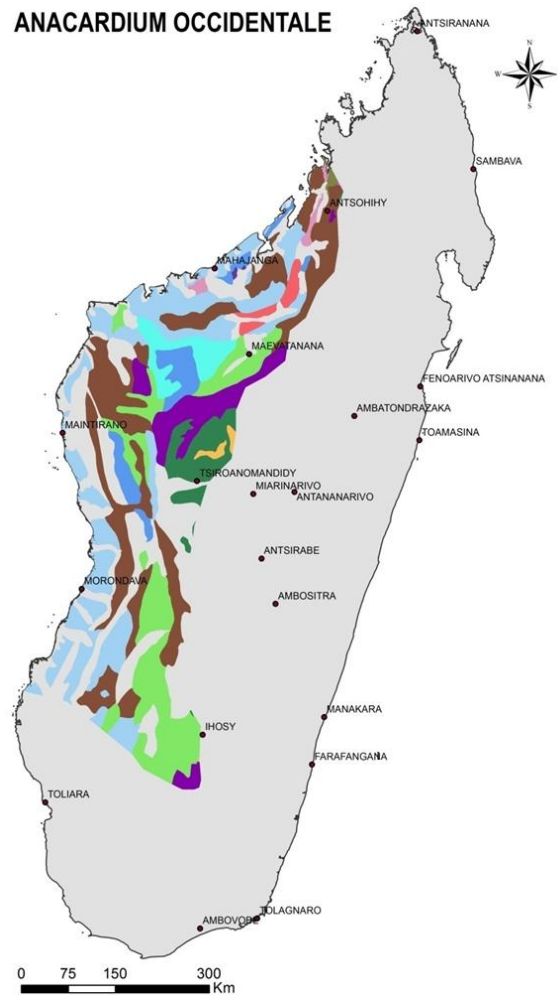 ANACARDIUM OCCIDENTALE
ANTSIRANANA
N
W
S
SAMBAVA
ANTSOHIHY
MAHAJANGA
MAEVATANANA
FENOARIVO ATSINANANA
AMBATONDRAZAKA
MAINTIRANO
TOAMASINA
TSIROANOMANDIDY
MIARINARIVO
ANTANANARIVO
ANTSIRABE
MORONDAVA
AMBOSITRA
MANAKARA
IHOSY
FARAFANGANA
TOLIARA
TOLAGNARO
AMBOVOBE
0 75 150 300
Km